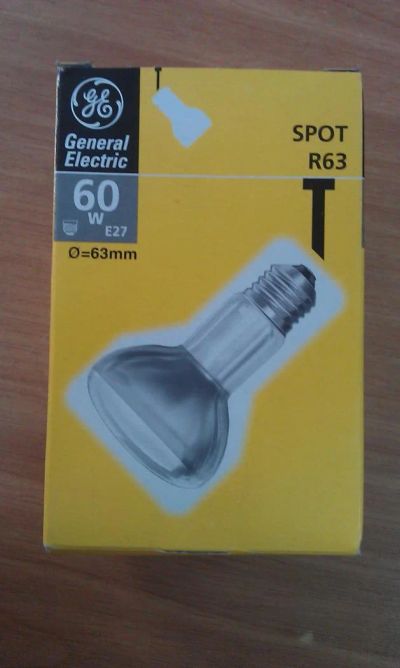 GE
General
Electric
60
W
E27
Ø=63mm
SPOT
R63